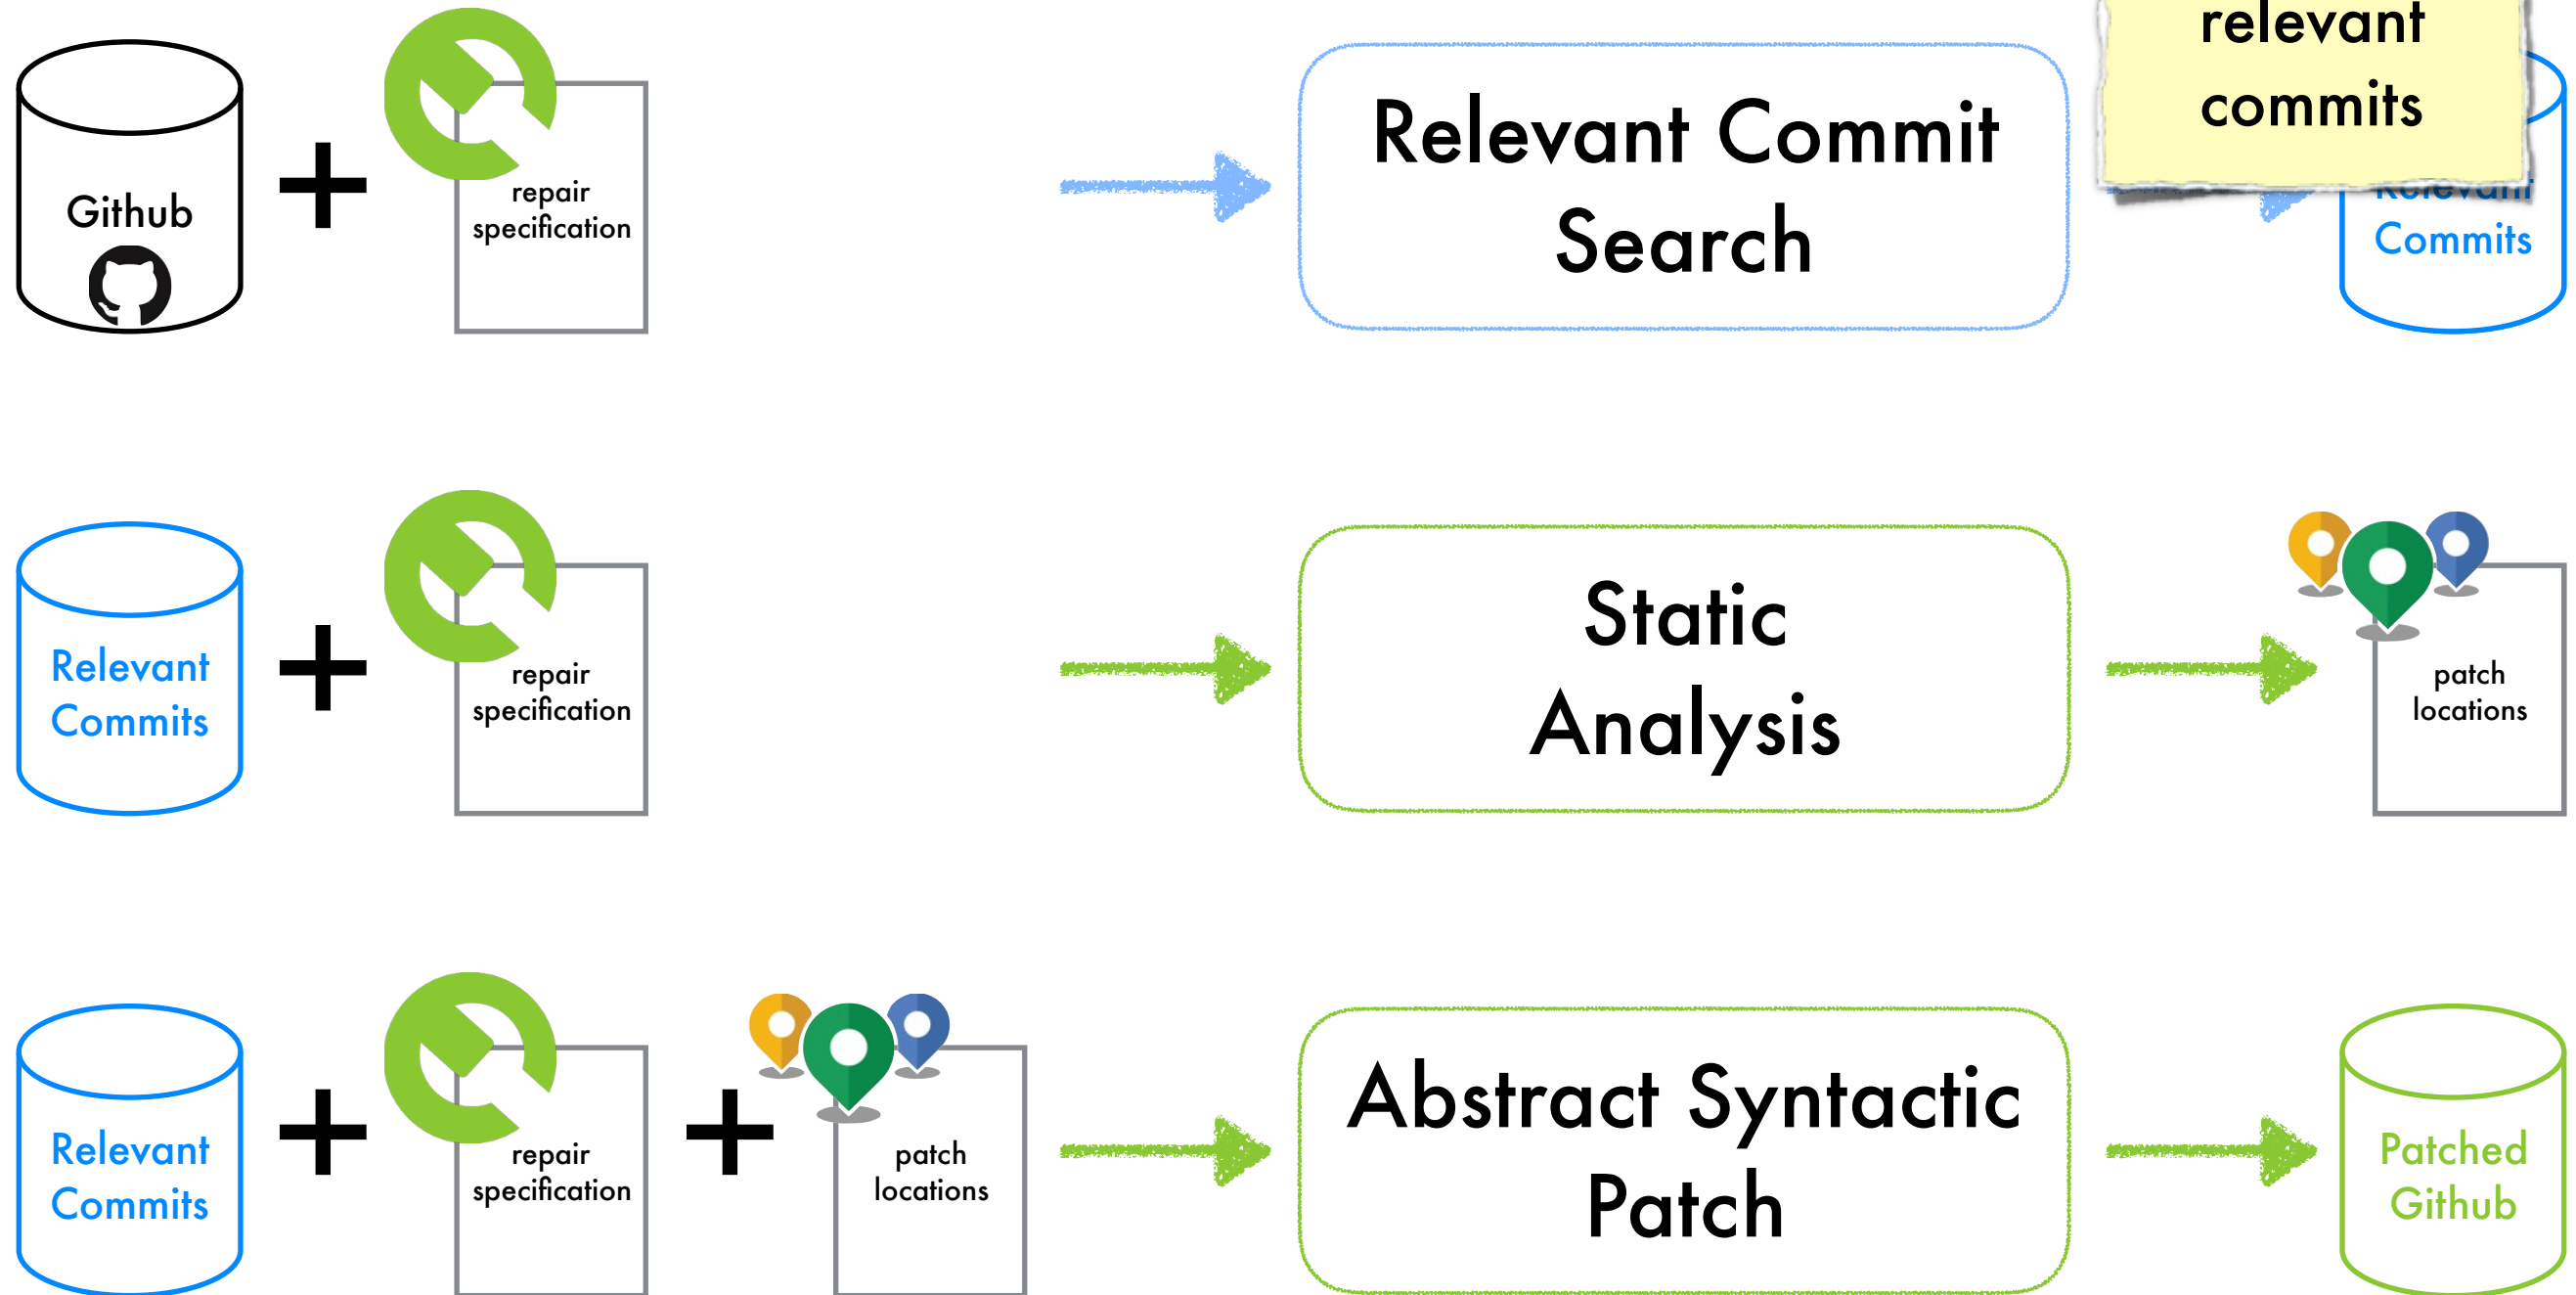 relevant
commits
Github
repair
specification
Relevant Commit
Search
Relevant
Commits
Relevant
Commits
repair
specification
Static
Analysis
patch
locations
Relevant
Commits
repair
specification
patch
locations
Abstract Syntactic
Patch
Patched
Github